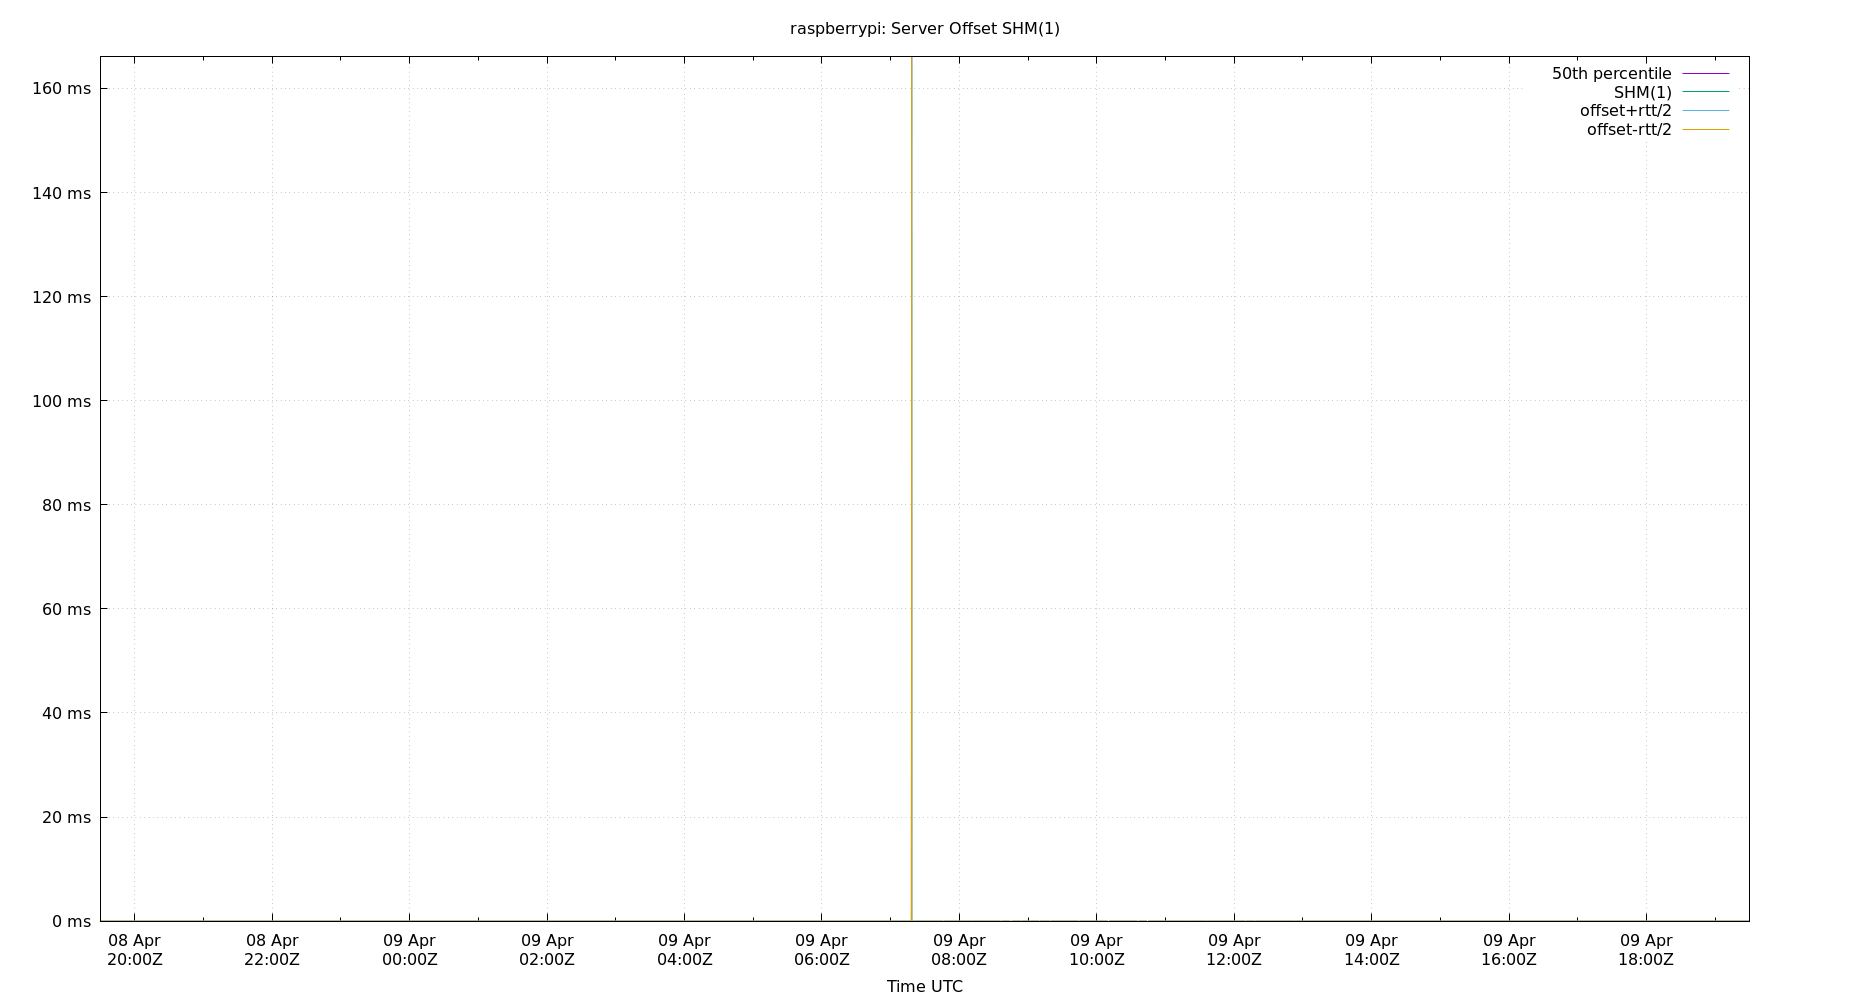 raspberrypi: Server Offset SHM(1)
50th percentile
SHM(1)
offset+rtt/2
offset-rtt/2
160 ms
140 ms
120 ms
100 ms
80 ms
60 ms
40 ms
20 ms
0 ms
08 Apr 08 Apr 09 Apr 09 Apr 09 Apr 09 Apr 09 Apr 09 Apr 09 Apr 09 Apr 09 Apr 09 Apr
20:00Z 22:00Z 00:00Z 02:00Z 04:00Z 06:00Z 08:00Z 10:00Z 12:00Z 14:00Z 16:00Z 18:00Z
Time UTC